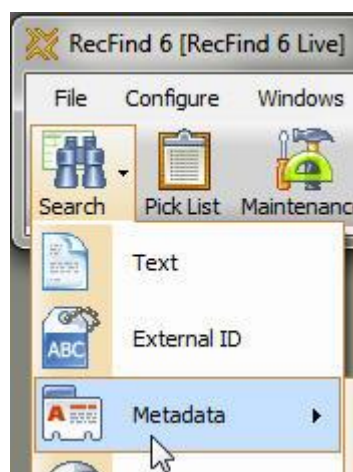 RecFind 6 [RecFind 6 Live]
File Configure Windows
Search Pick List Maintenanc
Text
ABC External ID
A Metadata